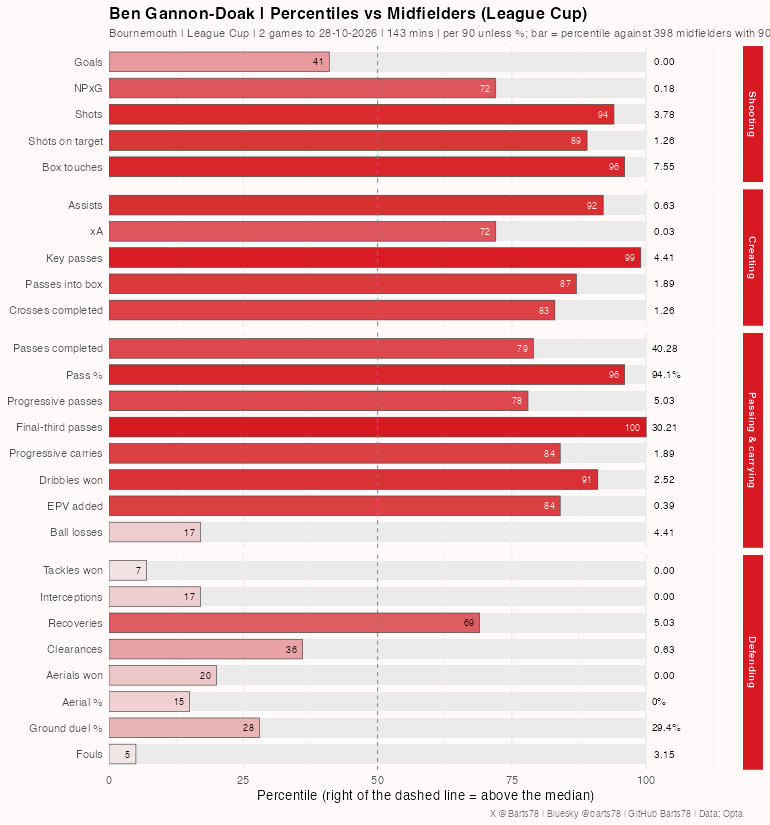 Ben Gannon-Doak | Percentiles vs Midfielders (League Cup)
Bournemouth | League Cup | 2 games to 28-10-2026 | 143 mins | per 90 unless %; bar = percentile against 398 midfielders with 90
Goals 41 0.00
NPxG 72 0.18
Shots 94 3.78
Shots on target 89 1.26
Box touches 96 7.55
Shooting
Assists 92 0.63
xA 72 0.03
Key passes 99 4.41
Passes into box 87 1.89
Crosses completed 83 1.26
Creating
Passes completed 79 40.28
Pass % 96 94.1%
Progressive passes 78 5.03
Final-third passes 100 30.21
Progressive carries 84 1.89
Dribbles won 91 2.52
EPV added 84 0.39
Ball losses 17 4.41
Passing & carrying
Tackles won 7 0.00
Interceptions 17 0.00
Recoveries 69 5.03
Clearances 36 0.63
Aerials won 20 0.00
Aerial % 15 0%
Ground duel % 28 29.4%
Fouls 5 3.15
Defending
0 25 50 75 100
Percentile (right of the dashed line = above the median)
X @Barts78 | Bluesky @barts78 | GitHub Barts78 | Data: Opta